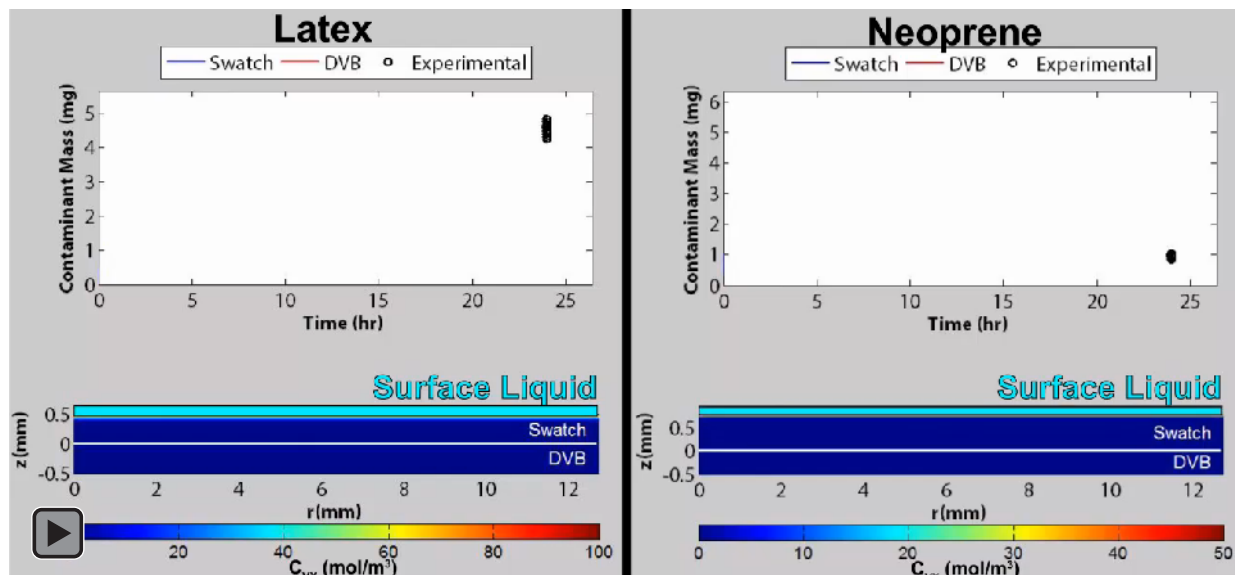 Latex
Swatch DVB Experimental
Contaminant Mass (mg)
5
4
3
2
1
0
0 5 10 15 20 25
Time (hr)
Surface Liquid
z(mm)
0.5
0
-0.5
Swatch
DVB
0 2 4 6 8 10 12
r(mm)
20 40 60 80 100
(mol/m³)
Neoprene
Swatch DVB Experimental
Contaminant Mass (mg)
6
5
4
3
2
1
0
0 5 10 15 20 25
Time (hr)
Surface Liquid
z(mm)
0.5
0
-0.5
Swatch
DVB
0 2 4 6 8 10 12
r(mm)
0 10 20 30 40 50
(mol/m³)